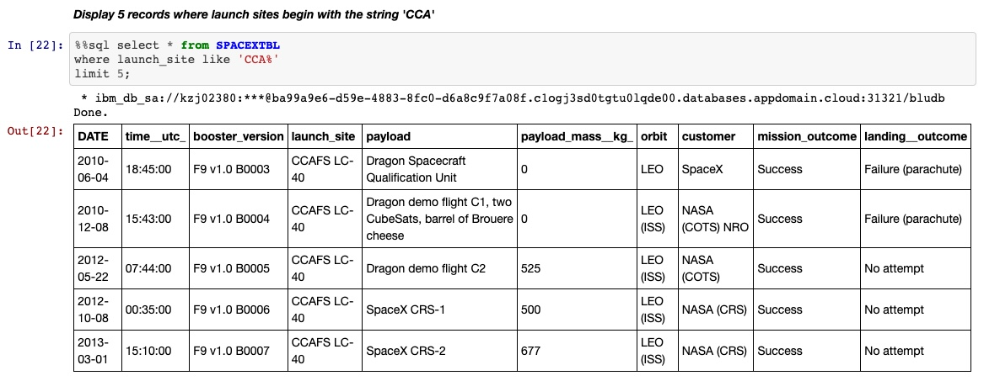 Display 5 records where launch sites begin with the string 'CCA'
In [22]: %%sql select * from SPACEXTBL
where launch_site like 'CCA%'
limit 5;
* ibm_db_sa://kzj02380:***@ba99a9e6-d59e-4883-8fc0-d6a8c9f7a08f.c1ogj3sd0tgtu0lqde00.databases.appdomain.cloud:31321/bludb
Done.
Out[22]: DATE time__utc_ booster_version launch_site payload payload_mass__kg_ orbit customer mission_outcome landing__outcome
2010-
06-04 18:45:00 F9 v1.0 B0003 CCAFS LC-
40 Dragon Spacecraft
Qualification Unit 0 LEO SpaceX Success Failure (parachute)
2010-
12-08 15:43:00 F9 v1.0 B0004 CCAFS LC-
40 Dragon demo flight C1, two
CubeSats, barrel of Brouere
cheese 0 LEO
(ISS) NASA
(COTS) NRO Success Failure (parachute)
2012-
05-22 07:44:00 F9 v1.0 B0005 CCAFS LC-
40 Dragon demo flight C2 525 LEO
(ISS) NASA
(COTS) Success No attempt
2012-
10-08 00:35:00 F9 v1.0 B0006 CCAFS LC-
40 SpaceX CRS-1 500 LEO
(ISS) NASA (CRS) Success No attempt
2013-
03-01 15:10:00 F9 v1.0 B0007 CCAFS LC-
40 SpaceX CRS-2 677 LEO
(ISS) NASA (CRS) Success No attempt